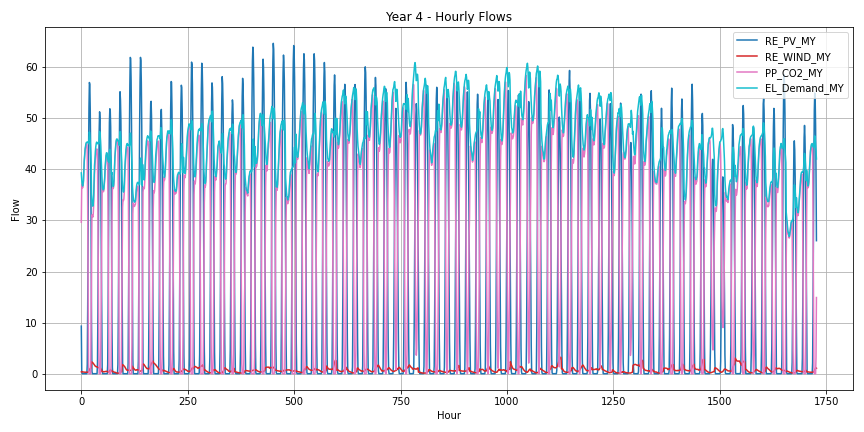 Year 4 - Hourly Flows
RE_PV_MY
RE_WIND_MY
PP_CO2_MY
EL_Demand_MY
Flow
60
50
40
30
20
10
0
0 250 500 750 1000 1250 1500 1750
Hour